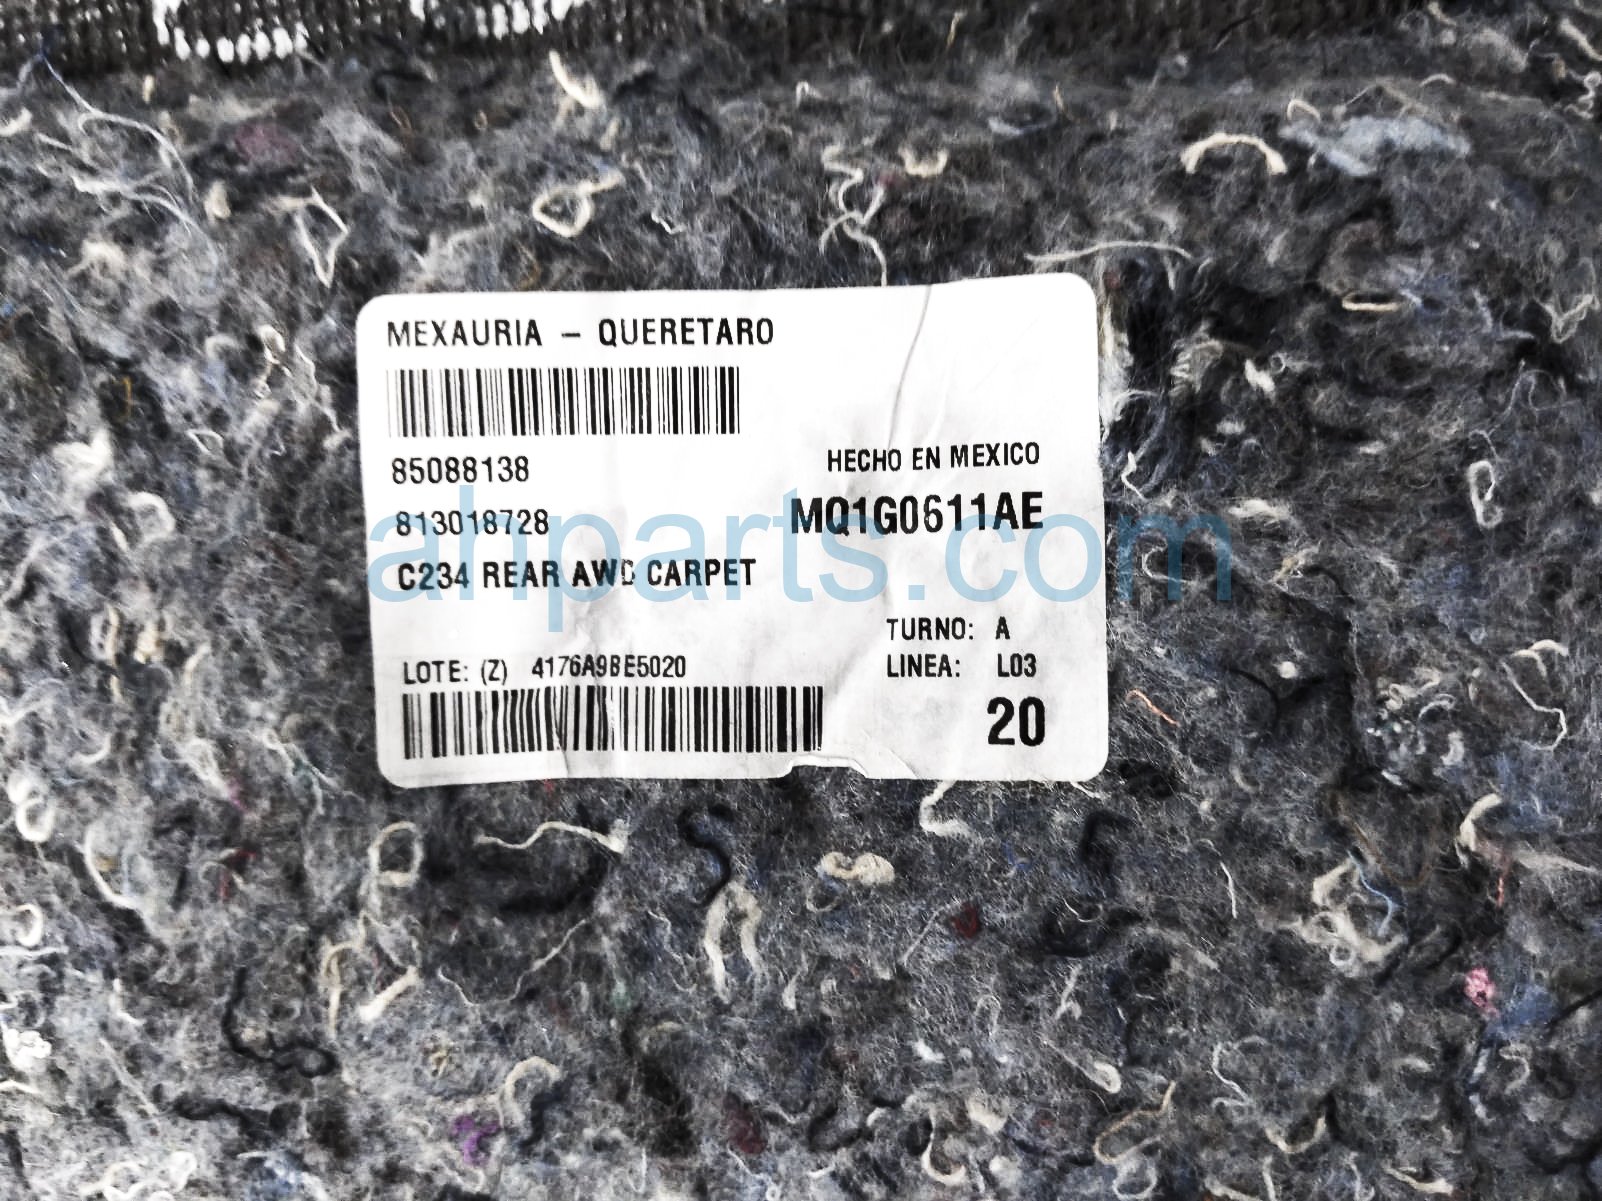 MEXAURIA - QUERETARO
85088138
HECHO EN MEXICO
813018728
MQ1G0611AE
C234 REAR AWD CARPET
TURNO: A
LOTE: (Z) 4176A9BE5020
LINEA: L03
20
ahparts.com